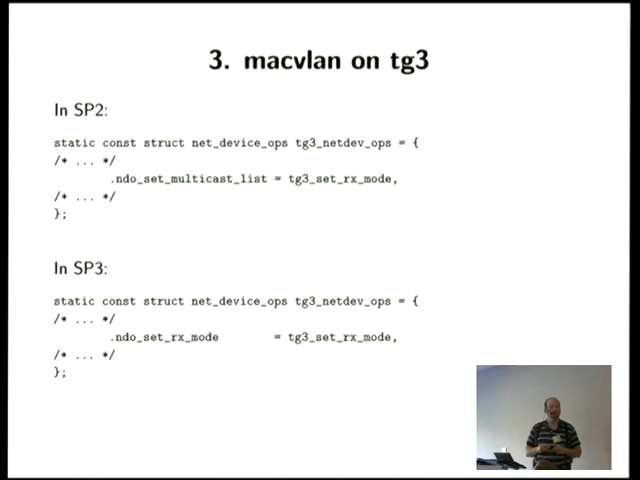 3. macvlan on tg3
In SP2:
static const struct net_device_ops tg3_netdev_ops = {
/* ... */
.ndo_set_multicast_list = tg3_set_rx_mode,
/* ... */
};
In SP3:
static const struct net_device_ops tg3_netdev_ops = {
/* ... */
.ndo_set_rx_mode = tg3_set_rx_mode,
/* ... */
};